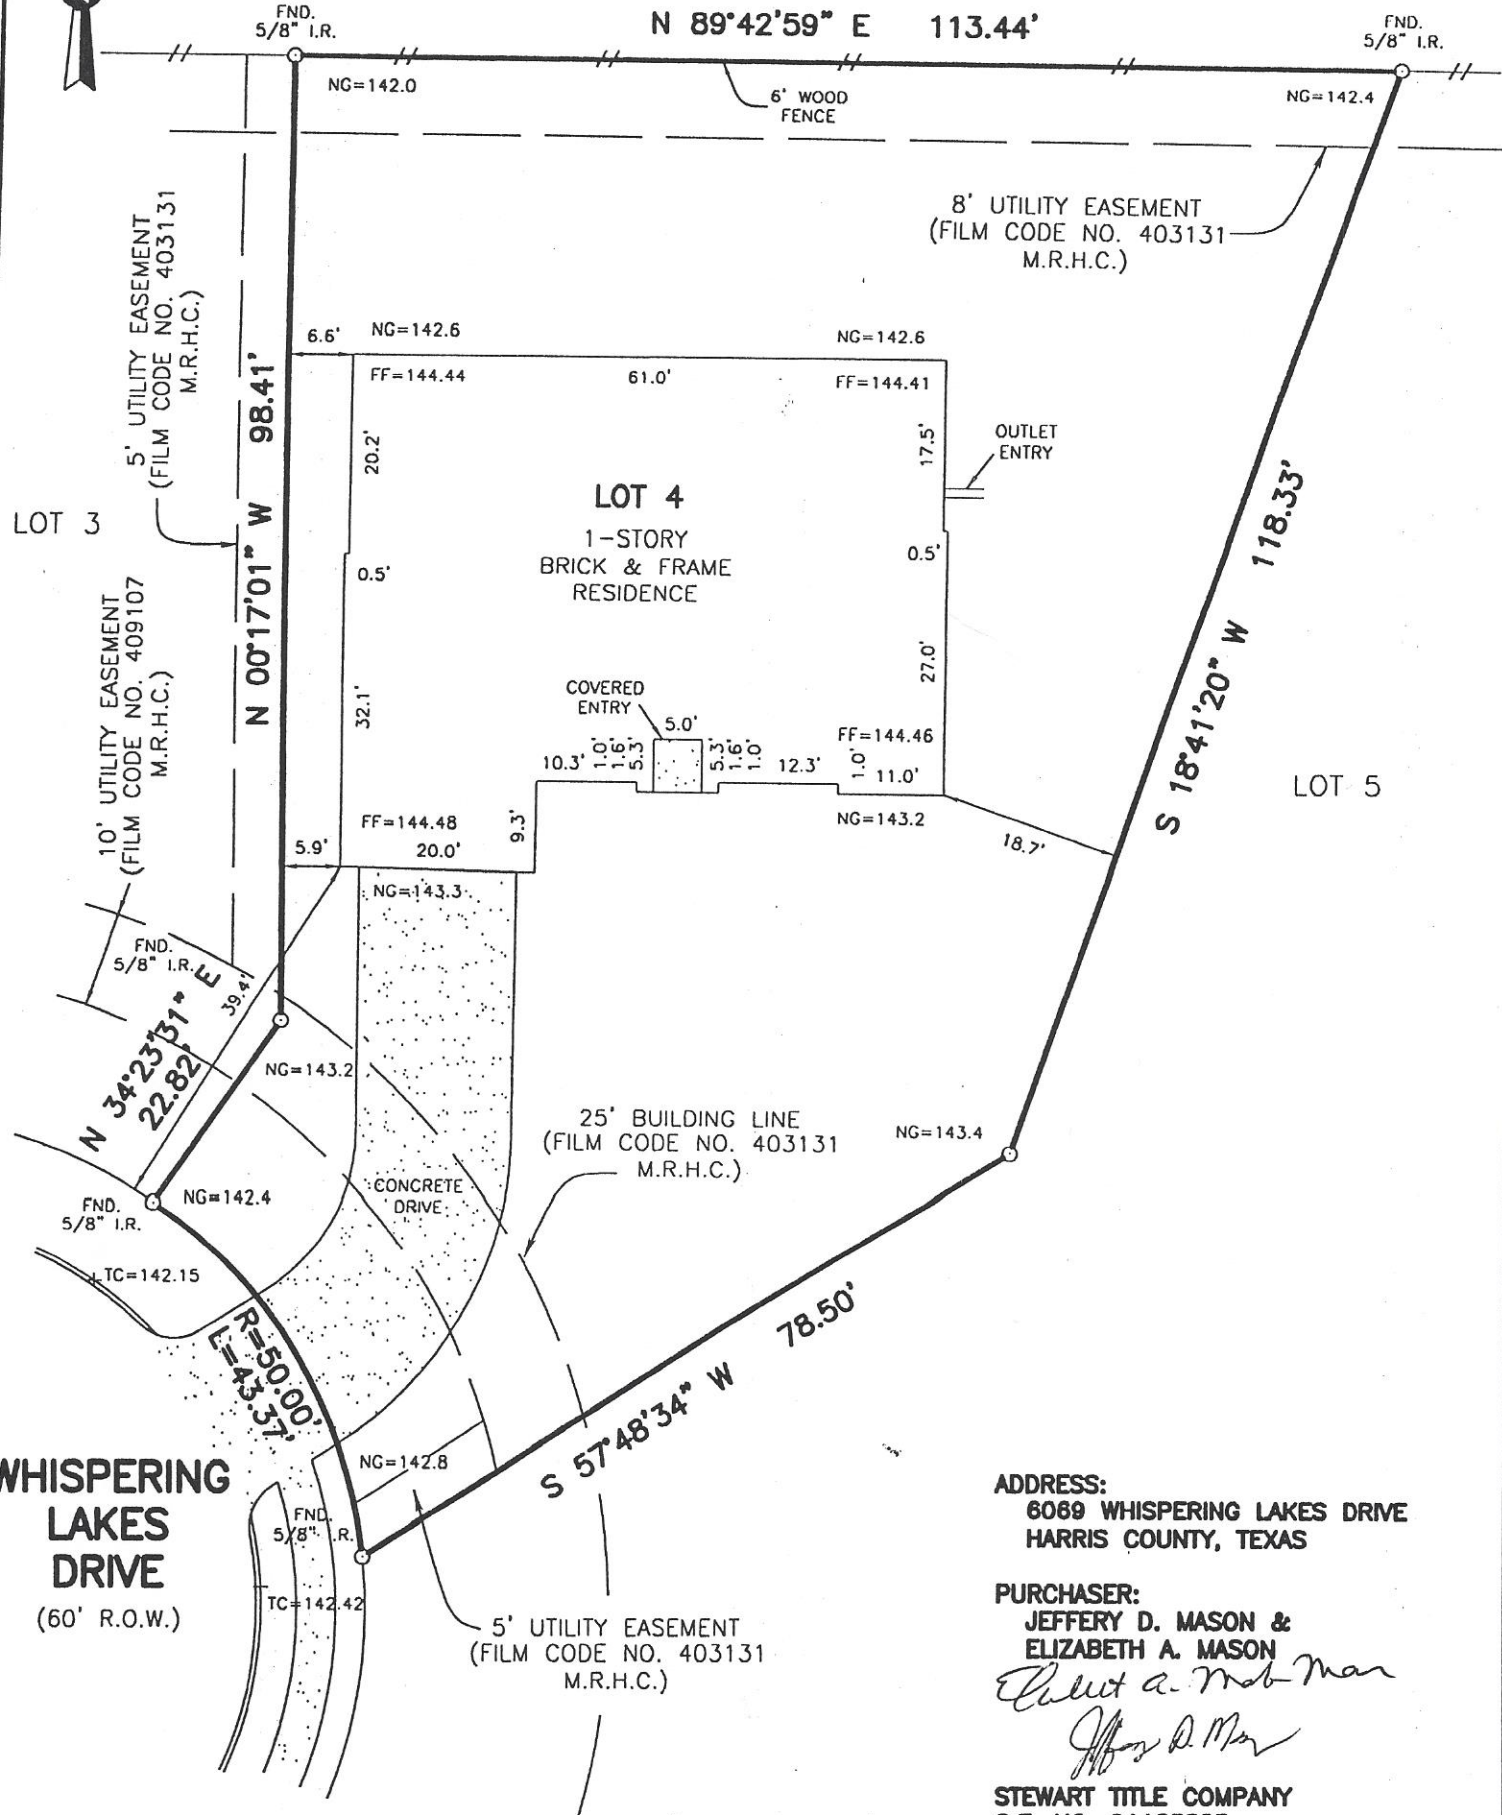 FND.
5/8" I.R.
N 89°42'59" E 113.44'
FND.
5/8" I.R.
NG=142.0
6' WOOD
FENCE
NG=142.4
8' UTILITY EASEMENT
(FILM CODE NO. 403131
M.R.H.C.)
5' UTILITY EASEMENT
(FILM CODE NO. 403131
M.R.H.C.)
N 00°17'01" W 98.41'
6.6'
NG=142.6
NG=142.6
FF=144.44
61.0'
FF=144.41
20.2'
17.5'
OUTLET
ENTRY
LOT 3
LOT 4
1-STORY
BRICK & FRAME
RESIDENCE
0.5'
0.5'
S 18°41'20" W 118.33'
10' UTILITY EASEMENT
(FILM CODE NO. 409107
M.R.H.C.)
32.1'
27.0'
COVERED
ENTRY
5.0'
FF=144.46
10.3'
1.0'
1.6'
5.3'
5.3'
1.6'
1.0'
12.3'
1.0'
11.0'
LOT 5
FF=144.48
9.3'
NG=143.2
5.9'
20.0'
18.7'
NG=143.3
FND.
5/8" I.R.
39.4'
N 34°23'31" E
22.82'
NG=143.2
25' BUILDING LINE
(FILM CODE NO. 403131
M.R.H.C.)
NG=143.4
CONCRETE
DRIVE
FND.
5/8" I.R.
NG=142.4
TC=142.15
R=50.00'
L=43.37'
S 57°48'34" W 78.50'
NG=142.8
WHISPERING
LAKES
DRIVE
(60' R.O.W.)
FND.
5/8" I.R.
TC=142.42
5' UTILITY EASEMENT
(FILM CODE NO. 403131
M.R.H.C.)
ADDRESS:
6069 WHISPERING LAKES DRIVE
HARRIS COUNTY, TEXAS
PURCHASER:
JEFFERY D. MASON &
ELIZABETH A. MASON
STEWART TITLE COMPANY